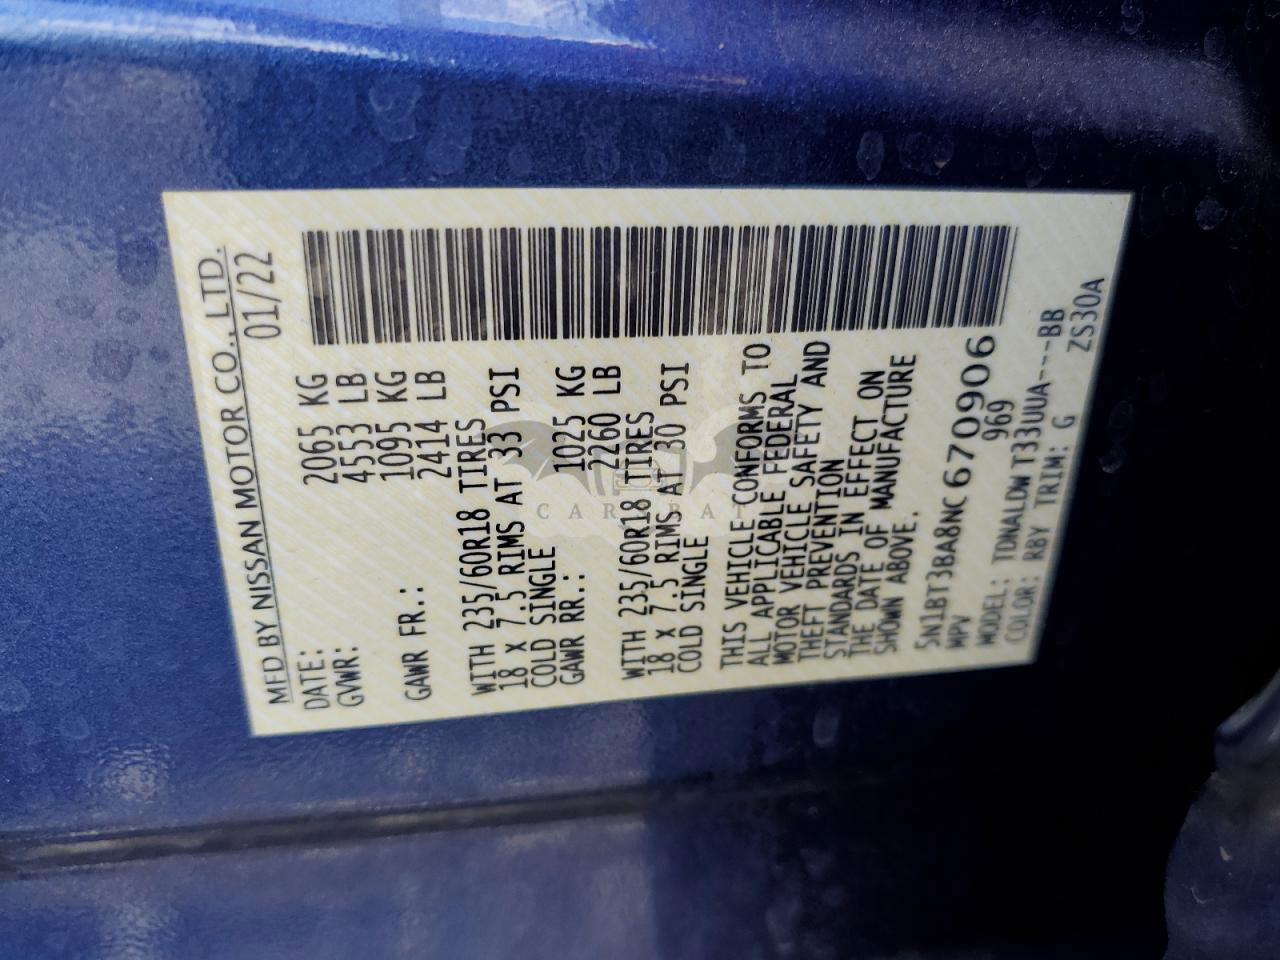 MFD BY NISSAN MOTOR CO., LTD.
DATE: 01/22
GVWR: 2065 KG
4553 LB
GAWR FR.: 1095 KG
2414 LB
WITH 235/60R18 TIRES
18 X 7.5 RIMS AT 33 PSI
COLD SINGLE
GAWR RR.: 1025 KG
2260 LB
WITH 235/60R18 TIRES
18 X 7.5 RIMS AT 30 PSI
COLD SINGLE
THIS VEHICLE CONFORMS TO
ALL APPLICABLE FEDERAL
MOTOR VEHICLE SAFETY AND
THEFT PREVENTION
STANDARDS IN EFFECT ON
THE DATE OF MANUFACTURE
SHOWN ABOVE.
5N1BT3BA8NC670906
MPV 969
MODEL: TDNALDW T33UUA---BB
COLOR: RBY TRIM: G ZS30A